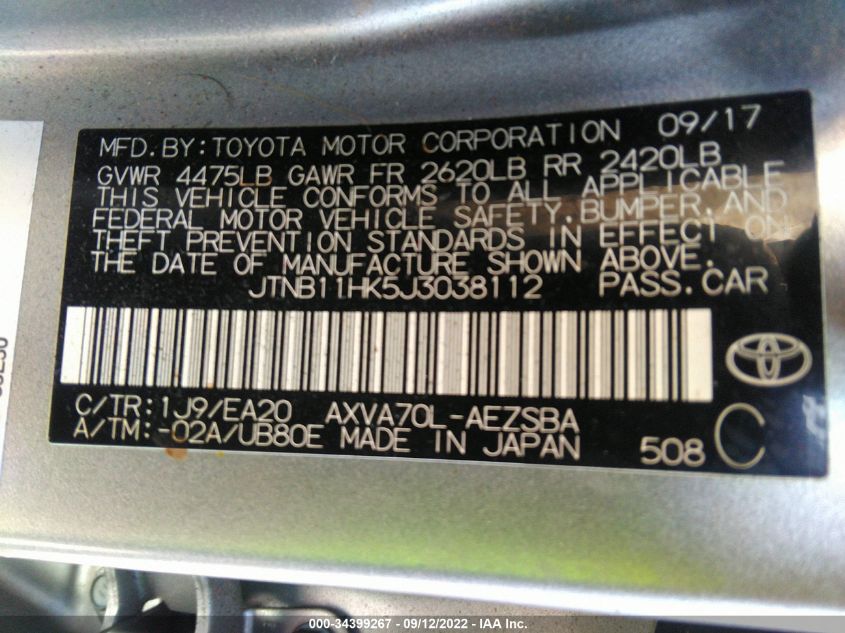 MFD.BY:TOYOTA MOTOR CORPORATION 09/17
GVWR 4475LB GAWR FR 2620LB RR 2420LB
THIS VEHICLE CONFORMS TO ALL APPLICABLE
FEDERAL MOTOR VEHICLE SAFETY, BUMPER, AND
THEFT PREVENTION STANDARDS IN EFFECT ON
THE DATE OF MANUFACTURE SHOWN ABOVE.
JTNB11HK5J3038112 PASS.CAR
C/TR:1J9/EA20 AXVA70L-AEZSBA
A/TM:-02A/UB80E MADE IN JAPAN 508 C
000-34399267 - 09/12/2022 - IAA Inc.